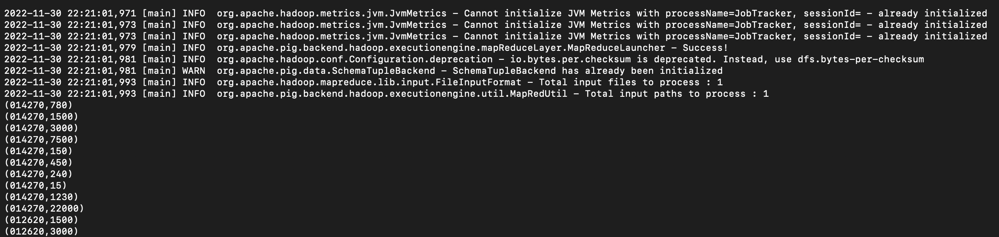 2022-11-30 22:21:01,971 [main] INFO  org.apache.hadoop.metrics.jvm.JvmMetrics - Cannot initialize JVM Metrics with processName=JobTracker, sessionId= - already initialized
2022-11-30 22:21:01,973 [main] INFO  org.apache.hadoop.metrics.jvm.JvmMetrics - Cannot initialize JVM Metrics with processName=JobTracker, sessionId= - already initialized
2022-11-30 22:21:01,973 [main] INFO  org.apache.hadoop.metrics.jvm.JvmMetrics - Cannot initialize JVM Metrics with processName=JobTracker, sessionId= - already initialized
2022-11-30 22:21:01,979 [main] INFO  org.apache.pig.backend.hadoop.executionengine.mapReduceLayer.MapReduceLauncher - Success!
2022-11-30 22:21:01,981 [main] INFO  org.apache.hadoop.conf.Configuration.deprecation - io.bytes.per.checksum is deprecated. Instead, use dfs.bytes-per-checksum
2022-11-30 22:21:01,981 [main] WARN  org.apache.pig.data.SchemaTupleBackend - SchemaTupleBackend has already been initialized
2022-11-30 22:21:01,993 [main] INFO  org.apache.hadoop.mapreduce.lib.input.FileInputFormat - Total input files to process : 1
2022-11-30 22:21:01,993 [main] INFO  org.apache.pig.backend.hadoop.executionengine.util.MapRedUtil - Total input paths to process : 1
(014270,780)
(014270,1500)
(014270,3000)
(014270,7500)
(014270,150)
(014270,450)
(014270,240)
(014270,15)
(014270,1230)
(014270,22000)
(012620,1500)
(012620,3000)